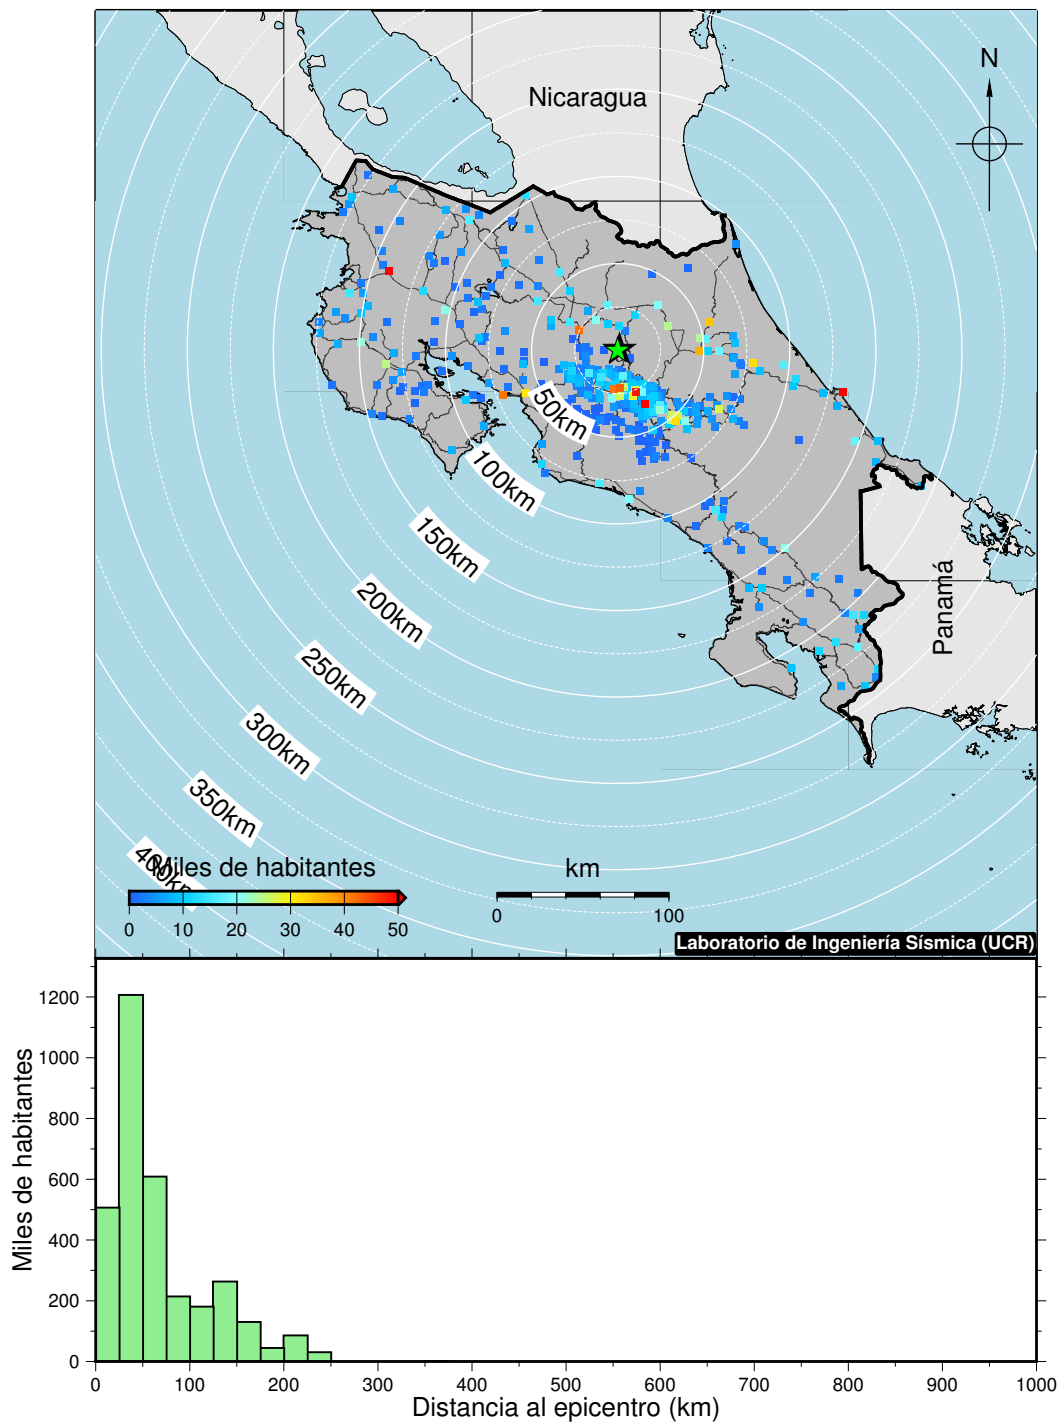 Nicaragua
N
50km
100km
150km
200km
250km
300km
350km
400km
Panamá
Miles de habitantes
0 10 20 30 40 50
km
0 100
Laboratorio de Ingeniería Sísmica (UCR)
Miles de habitantes
1200
1000
800
600
400
200
0
0 100 200 300 400 500 600 700 800 900 1000
Distancia al epicentro (km)